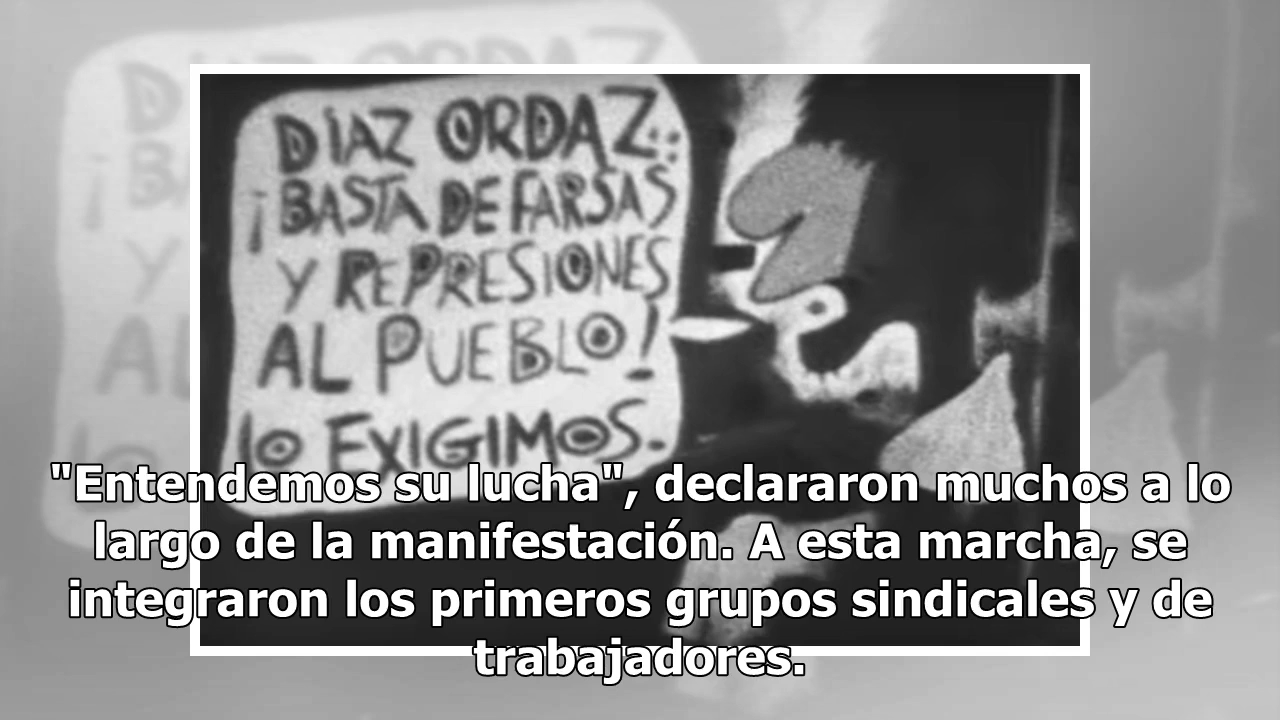 DÍAZ ORDAZ:
¡BASTA DE FARSAS
Y REPRESIONES
AL PUEBLO!
lo EXIGIMOS.
"Entendemos su lucha", declararon muchos a lo
largo de la manifestación. A esta marcha, se
integraron los primeros grupos sindicales y de
trabajadores.